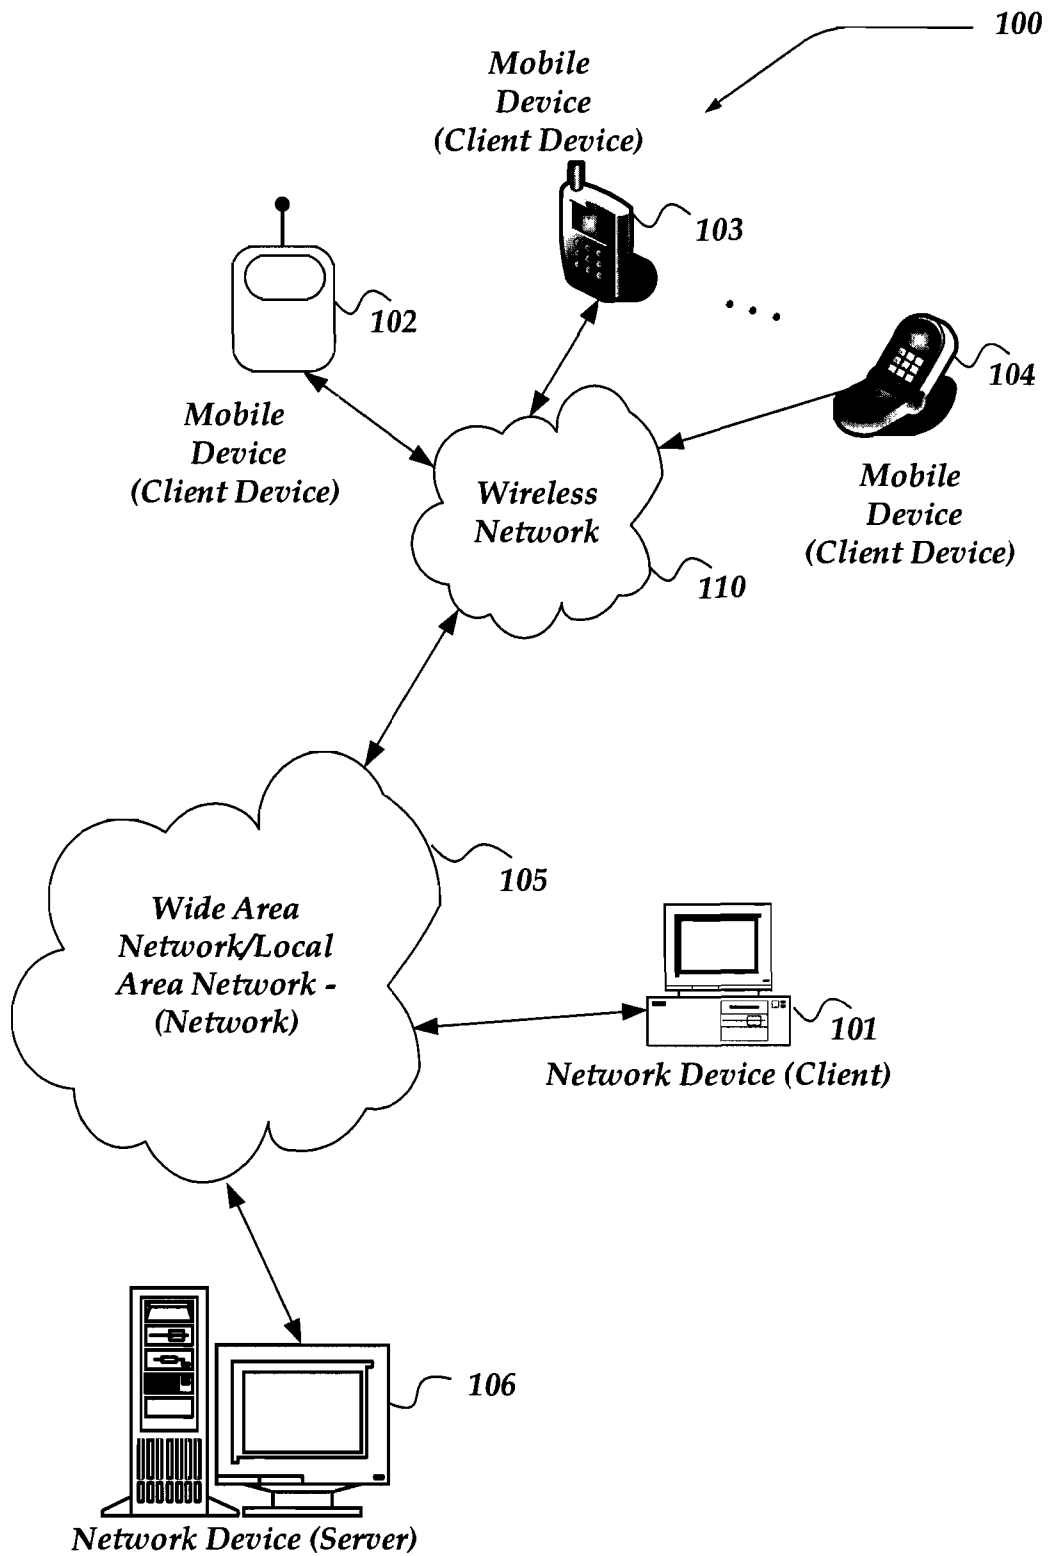 100
Mobile
Device
(Client Device)
103
102
Mobile
Device
(Client Device)
104
Mobile
Device
(Client Device)
Wireless
Network
110
105
Wide Area
Network/Local
Area Network -
(Network)
101
Network Device (Client)
106
Network Device (Server)